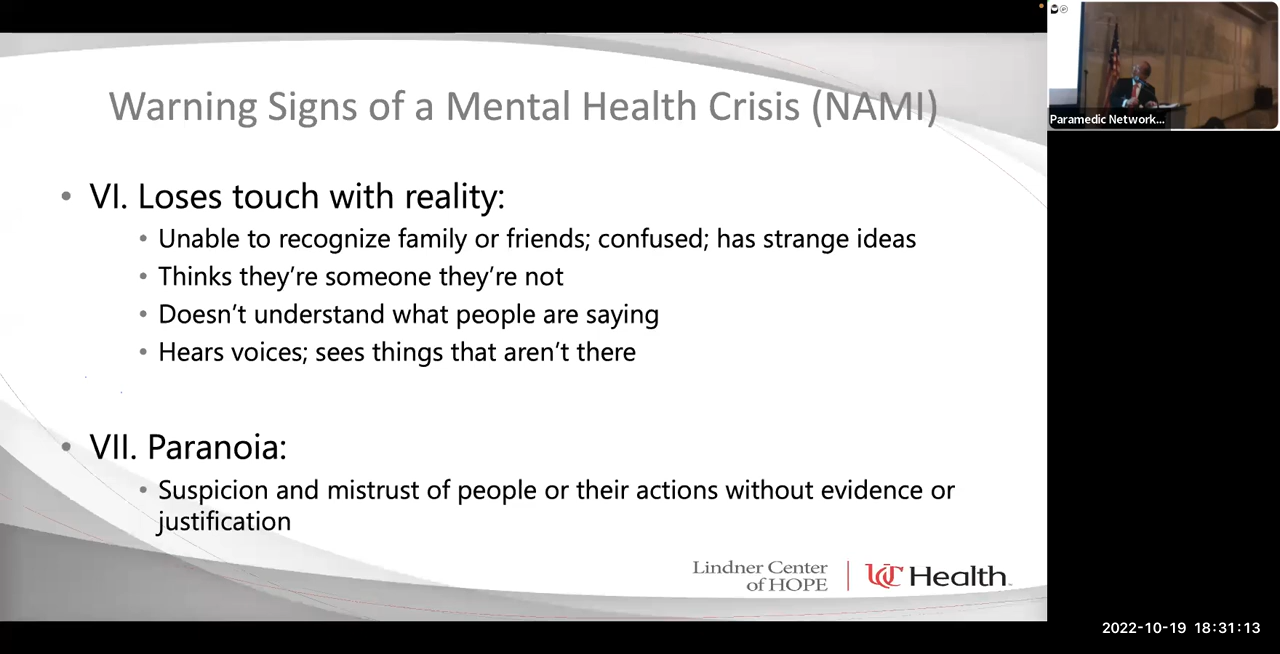 Warning Signs of a Mental Health Crisis (NAMI)
• VI. Loses touch with reality:
• Unable to recognize family or friends; confused; has strange ideas
• Thinks they’re someone they’re not
• Doesn’t understand what people are saying
• Hears voices; sees things that aren’t there
• VII. Paranoia:
• Suspicion and mistrust of people or their actions without evidence or
justification
Lindner Center
of HOPE
UC Health
Paramedic Network...
2022-10-19 18:31:13